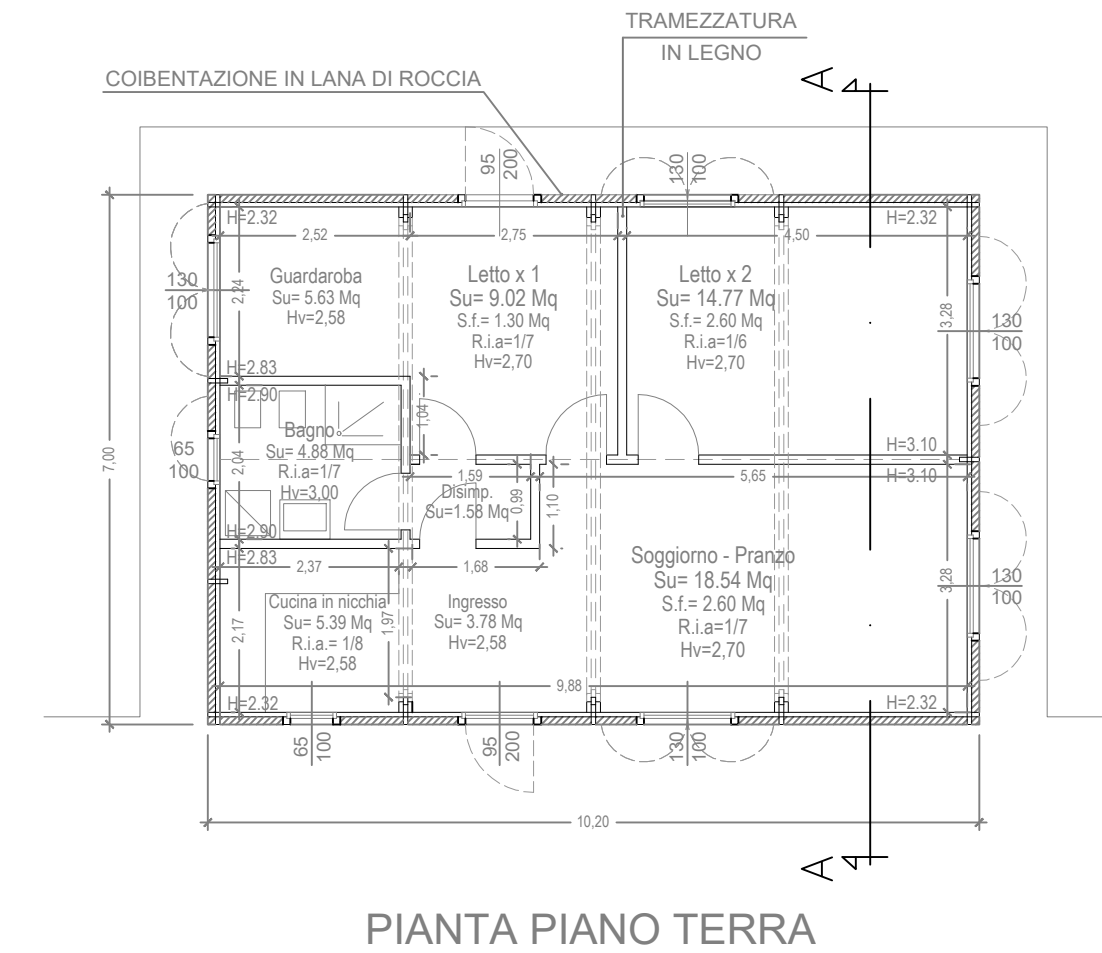 TRAMEZZATURA
IN LEGNO
COIBENTAZIONE IN LANA DI ROCCIA
A
95
200
130
100
H=2.32
H=2.32
2,52
2,75
4,50
Guardaroba
Su= 5.63 Mq
Hv=2,58
Letto x 1
Su= 9.02 Mq
S.f.= 1.30 Mq
R.i.a=1/7
Hv=2,70
Letto x 2
Su= 14.77 Mq
S.f.= 2.60 Mq
R.i.a=1/6
Hv=2,70
130
100
2,24
3,28
130
100
H=2.83
H=2.90
1,04
Bagno
Su= 4.88 Mq
R.i.a=1/7
Hv=3,00
65
100
2,04
7,00
H=3.10
H=3.10
1,59
5,65
Disimp.
Su=1.58 Mq
0,99
1,10
H=2.90
H=2.83
2,37
1,68
Soggiorno - Pranzo
Su= 18.54 Mq
S.f.= 2.60 Mq
R.i.a=1/7
Hv=2,70
130
100
3,28
Cucina in nicchia
Su= 5.39 Mq
R.i.a.= 1/8
Hv=2,58
1,97
2,17
Ingresso
Su= 3.78 Mq
Hv=2,58
9,88
H=2.32
H=2.32
65
100
95
200
130
100
10,20
A
PIANTA PIANO TERRA